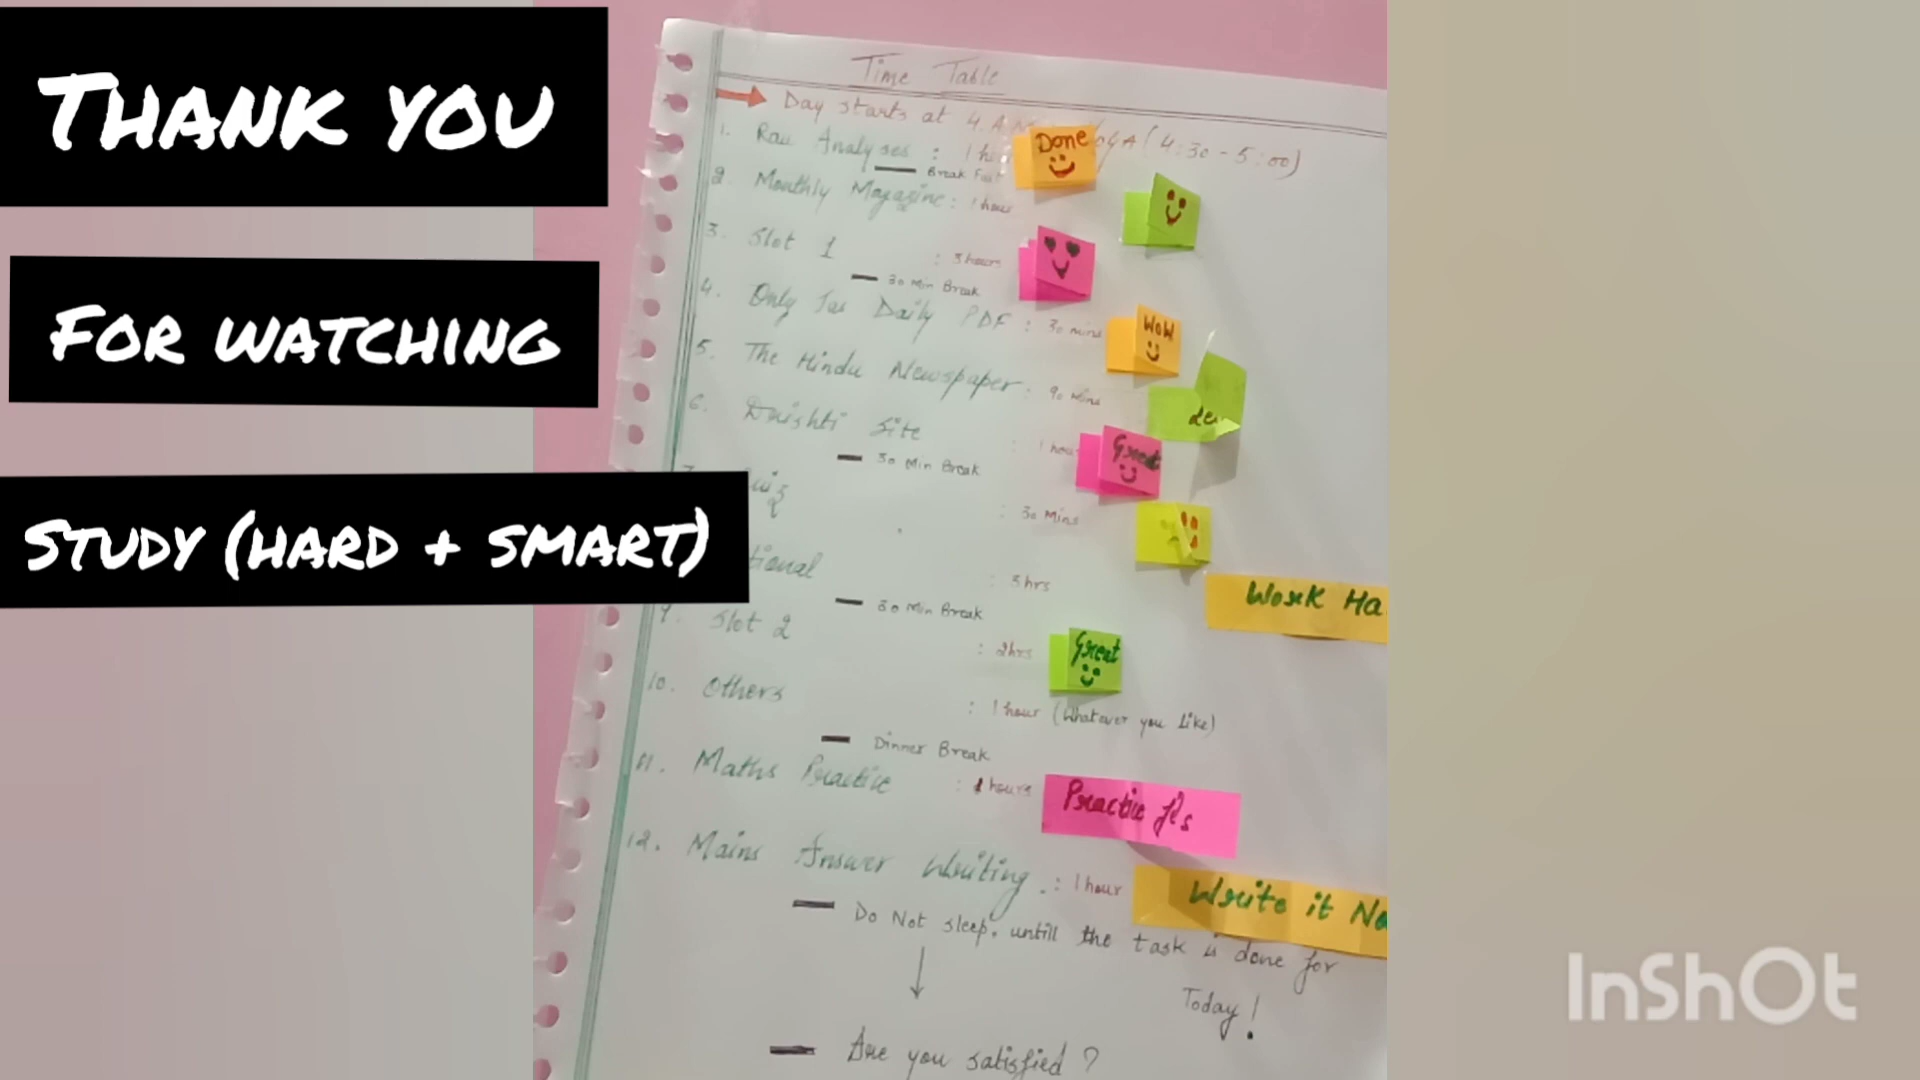 THANK YOU
FOR WATCHING
STUDY (HARD + SMART)
Time Table
Day starts at 4. A (4:30 - 5:00)
Done
1. Rau Analyses : 1
Break Fast
2. Monthly Magazine : 1 hour
3. Slot 1 : 3 hours
30 Min Break
4. Only Ias Daily PDF : 30 mins
WoW
5. The Hindu Newspaper : 90 Mins
6. Drishti Site : 1 hour
Great
30 Min Break
: 30 Mins
tional : 3hrs
Work Ha
30 Min Break
9. Slot 2 : 2hrs
Great
10. Others : 1 hour (Whatever you like)
Dinner Break
11. Maths Practice : 1 hours
Practice
12. Mains Answer Writing. : 1 hour
Write it No
Do Not sleep, untill the task is done for
Today!
Are you satisfied?
InShOt